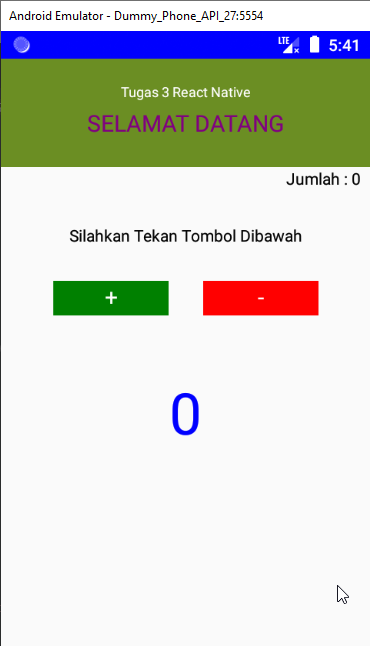 Android Emulator - Dummy_Phone_API_27:5554
LTE 5:41
Tugas 3 React Native
SELAMAT DATANG
Jumlah : 0
Silahkan Tekan Tombol Dibawah
+ -
0